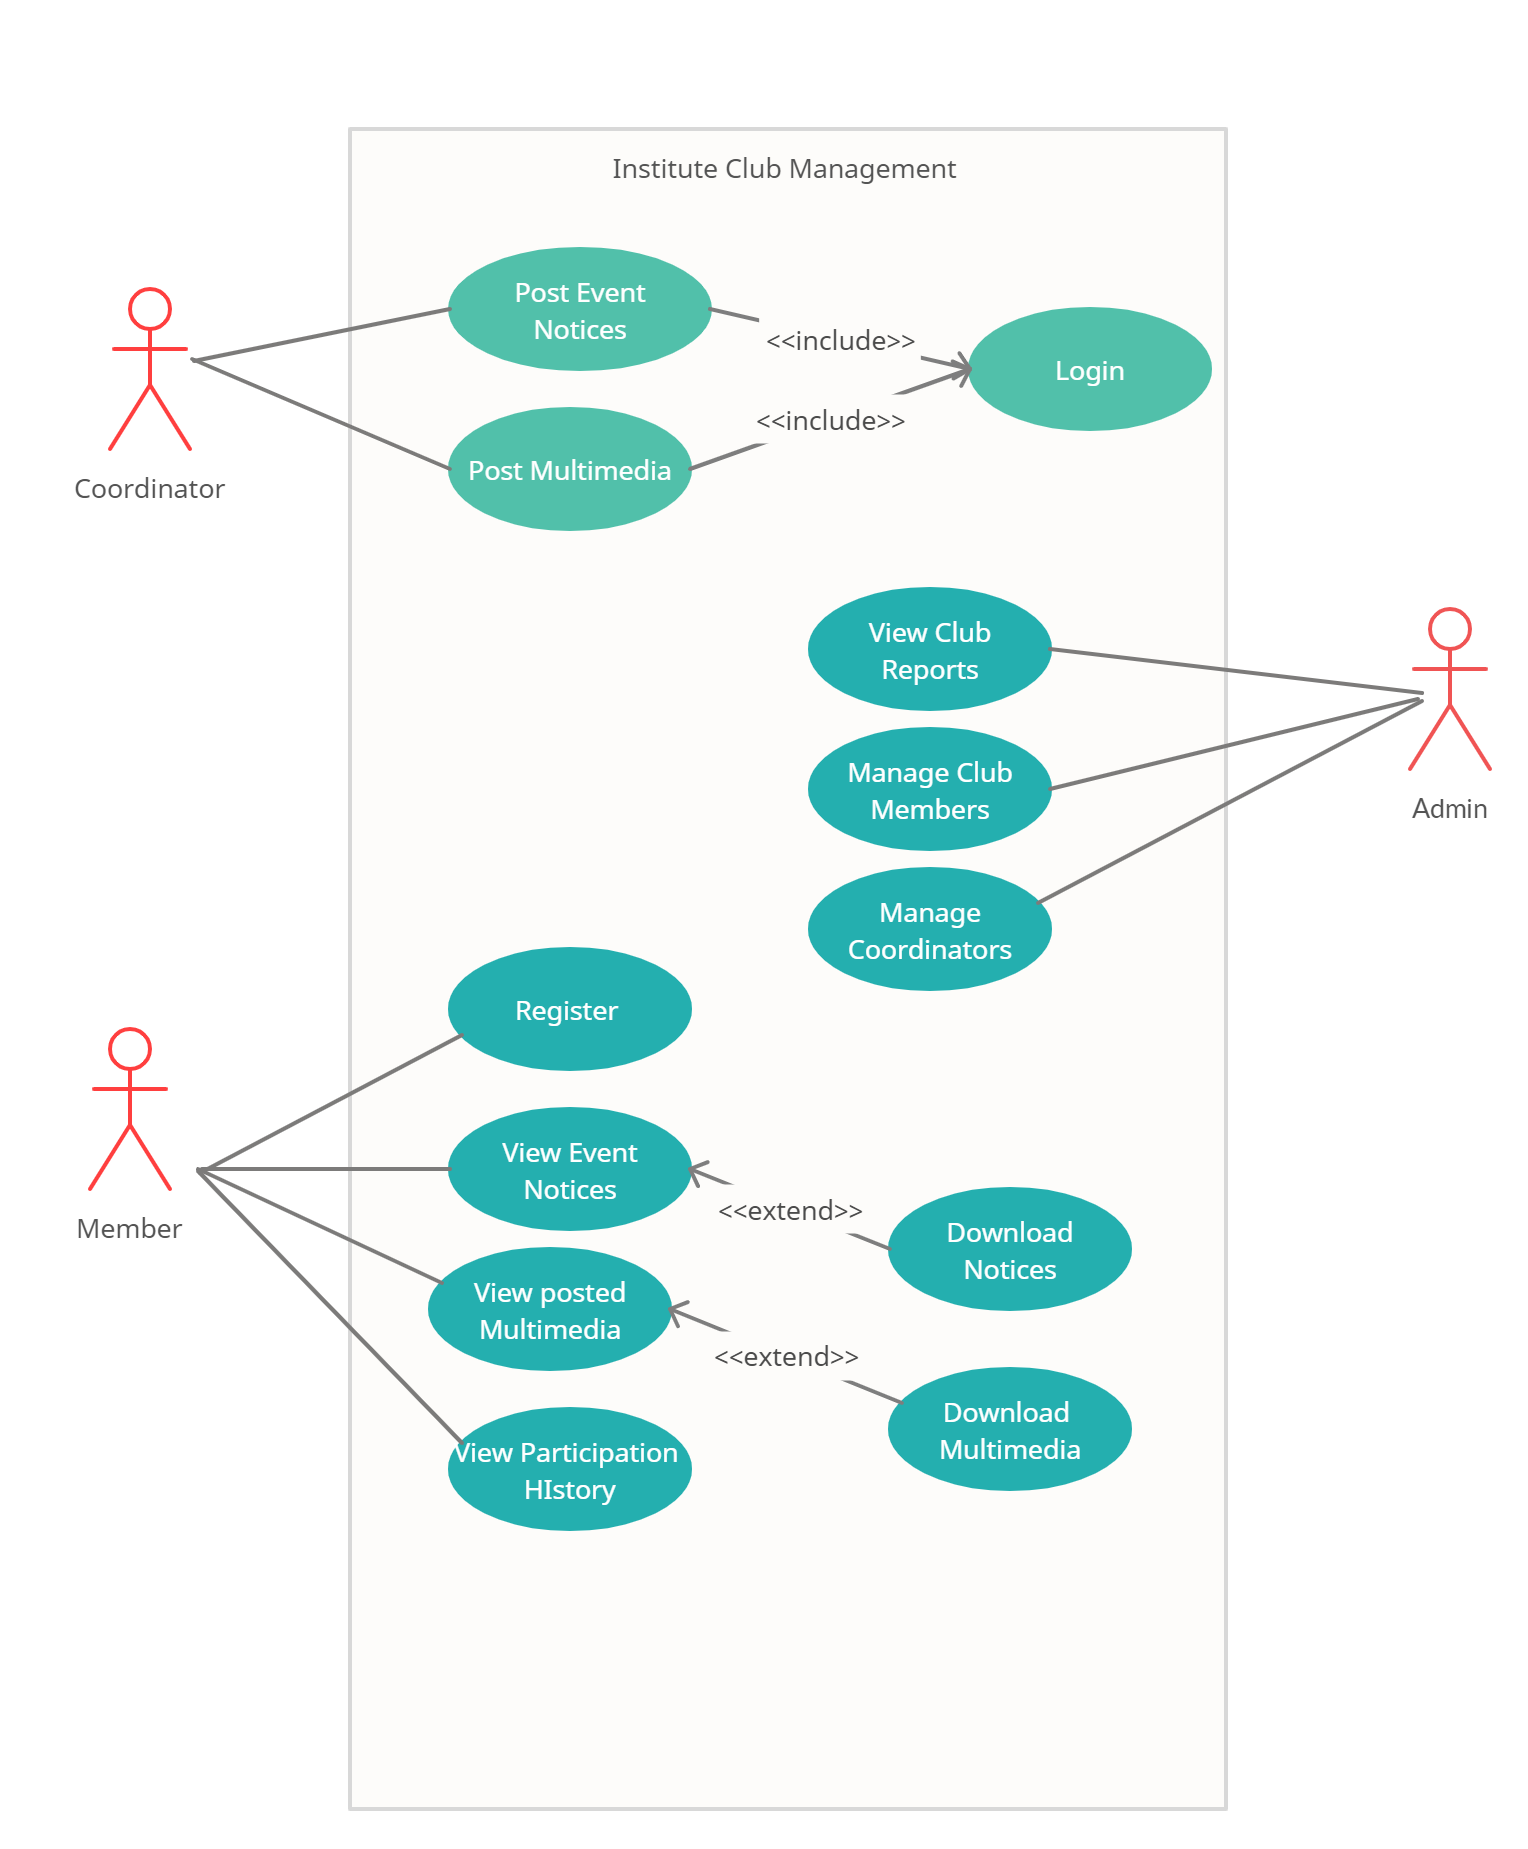 Institute Club Management
Post Event
Notices
<<include>>
Login
<<include>>
Post Multimedia
Coordinator
View Club
Reports
Manage Club
Members
Admin
Manage
Coordinators
Register
View Event
Notices
Member
<<extend>>
Download
Notices
View posted
Multimedia
<<extend>>
Download
Multimedia
View Participation
HIstory